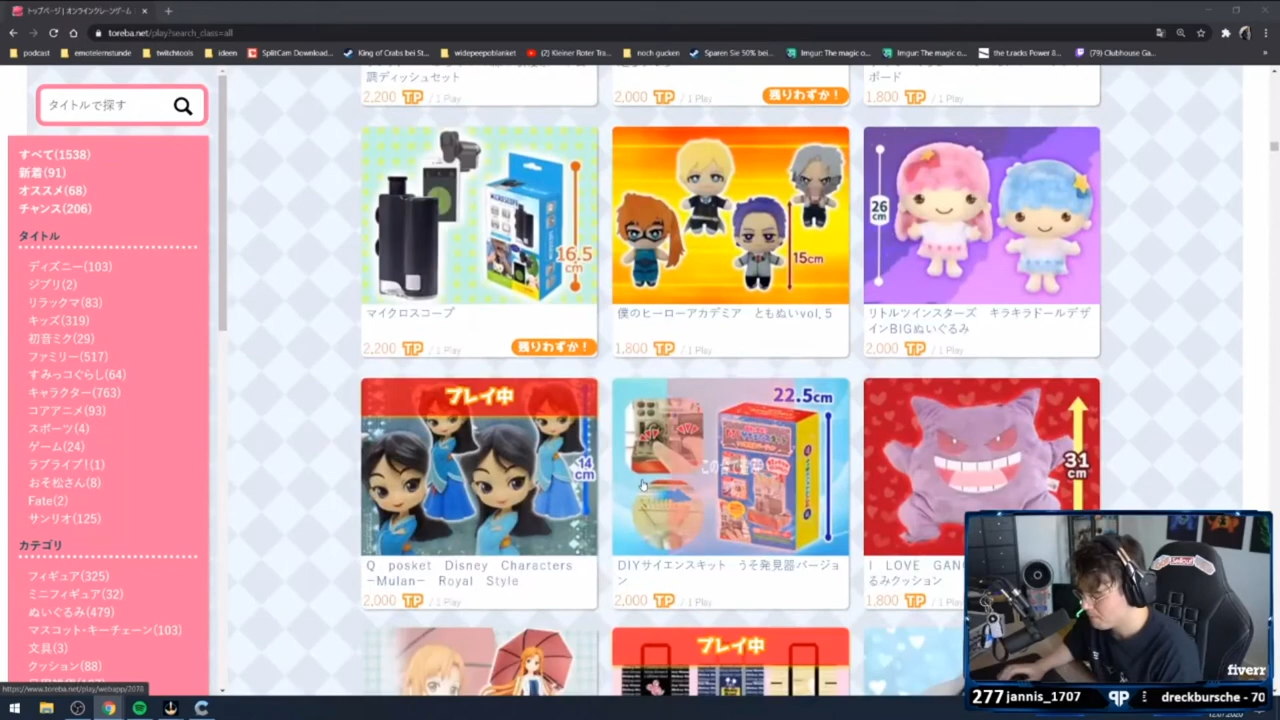 トップページ | オンラインクレーンゲーム
toreba.net/play?search_class=all
podcast
emotelernstunde
twitchtools
ideen
SplitCam Download...
King of Crabs bei St...
widepeepoblanket
(2) Kleiner Roter Tra...
noch gucken
Sparen Sie 50% bei...
Imgur: The magic o...
Imgur: The magic o...
the t.racks Power 8...
(79) Clubhouse Ga...
タイトルで探す
すべて(1538)
新着(91)
オススメ(68)
チャンス(206)
タイトル
ディズニー(103)
ジブリ(2)
リラックマ(83)
キッズ(319)
初音ミク(29)
ファミリー(517)
すみっコぐらし(64)
キャラクター(763)
コアアニメ(93)
スポーツ(4)
ゲーム(24)
ラブライブ!(1)
おそ松さん(8)
Fate(2)
サンリオ(125)
カテゴリ
フィギュア(325)
ミニフィギュア(32)
ぬいぐるみ(479)
マスコット・キーチェーン(103)
文具(3)
クッション(88)
https://www.toreba.net/play/webapp/2078
調ディッシュセット
2,200 TP / 1 Play
2,000 TP / 1 Play
残りわずか!
ボード
1,800 TP / 1 Play
16.5
cm
マイクロスコープ
2,200 TP / 1 Play
残りわずか!
15cm
僕のヒーローアカデミア ともぬいvol.5
1,800 TP / 1 Play
26
cm
リトルツインスターズ キラキラドールデザ
インBIGぬいぐるみ
2,000 TP / 1 Play
プレイ中
14
cm
Q posket Disney Characters
-Mulan- Royal Style
2,000 TP / 1 Play
22.5cm
DIYサイエンスキット うそ発見器バージョ
ン
2,000 TP / 1 Play
31
cm
I LOVE GAN
るみクッション
1,800 TP
プレイ中
fiverr
277 jannis_1707
dreckbursche - 70